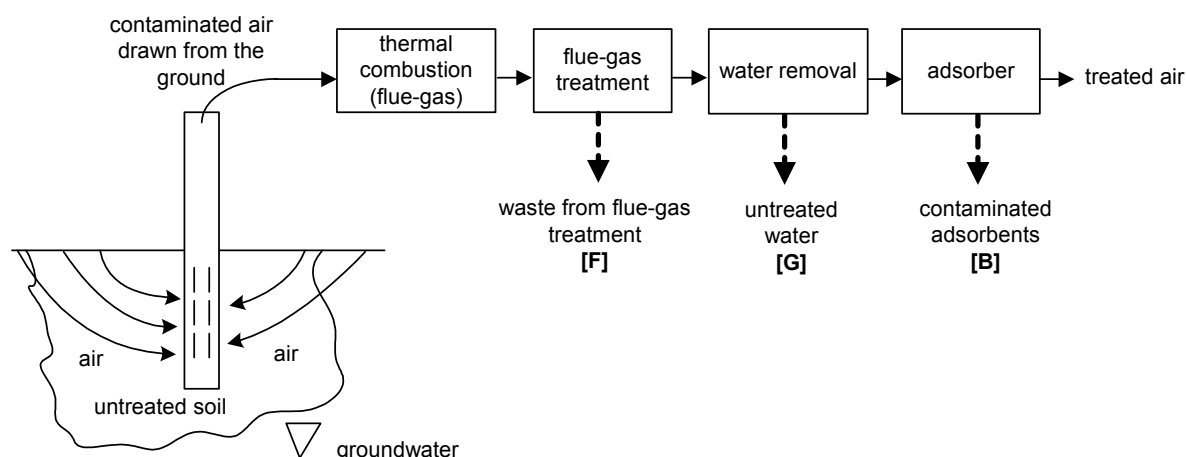 contaminated air
drawn from the
ground
thermal
combustion
(flue-gas)
flue-gas
treatment
water removal
adsorber
treated air
waste from flue-gas
treatment
[F]
untreated
water
[G]
contaminated
adsorbents
[B]
air
air
untreated soil
groundwater